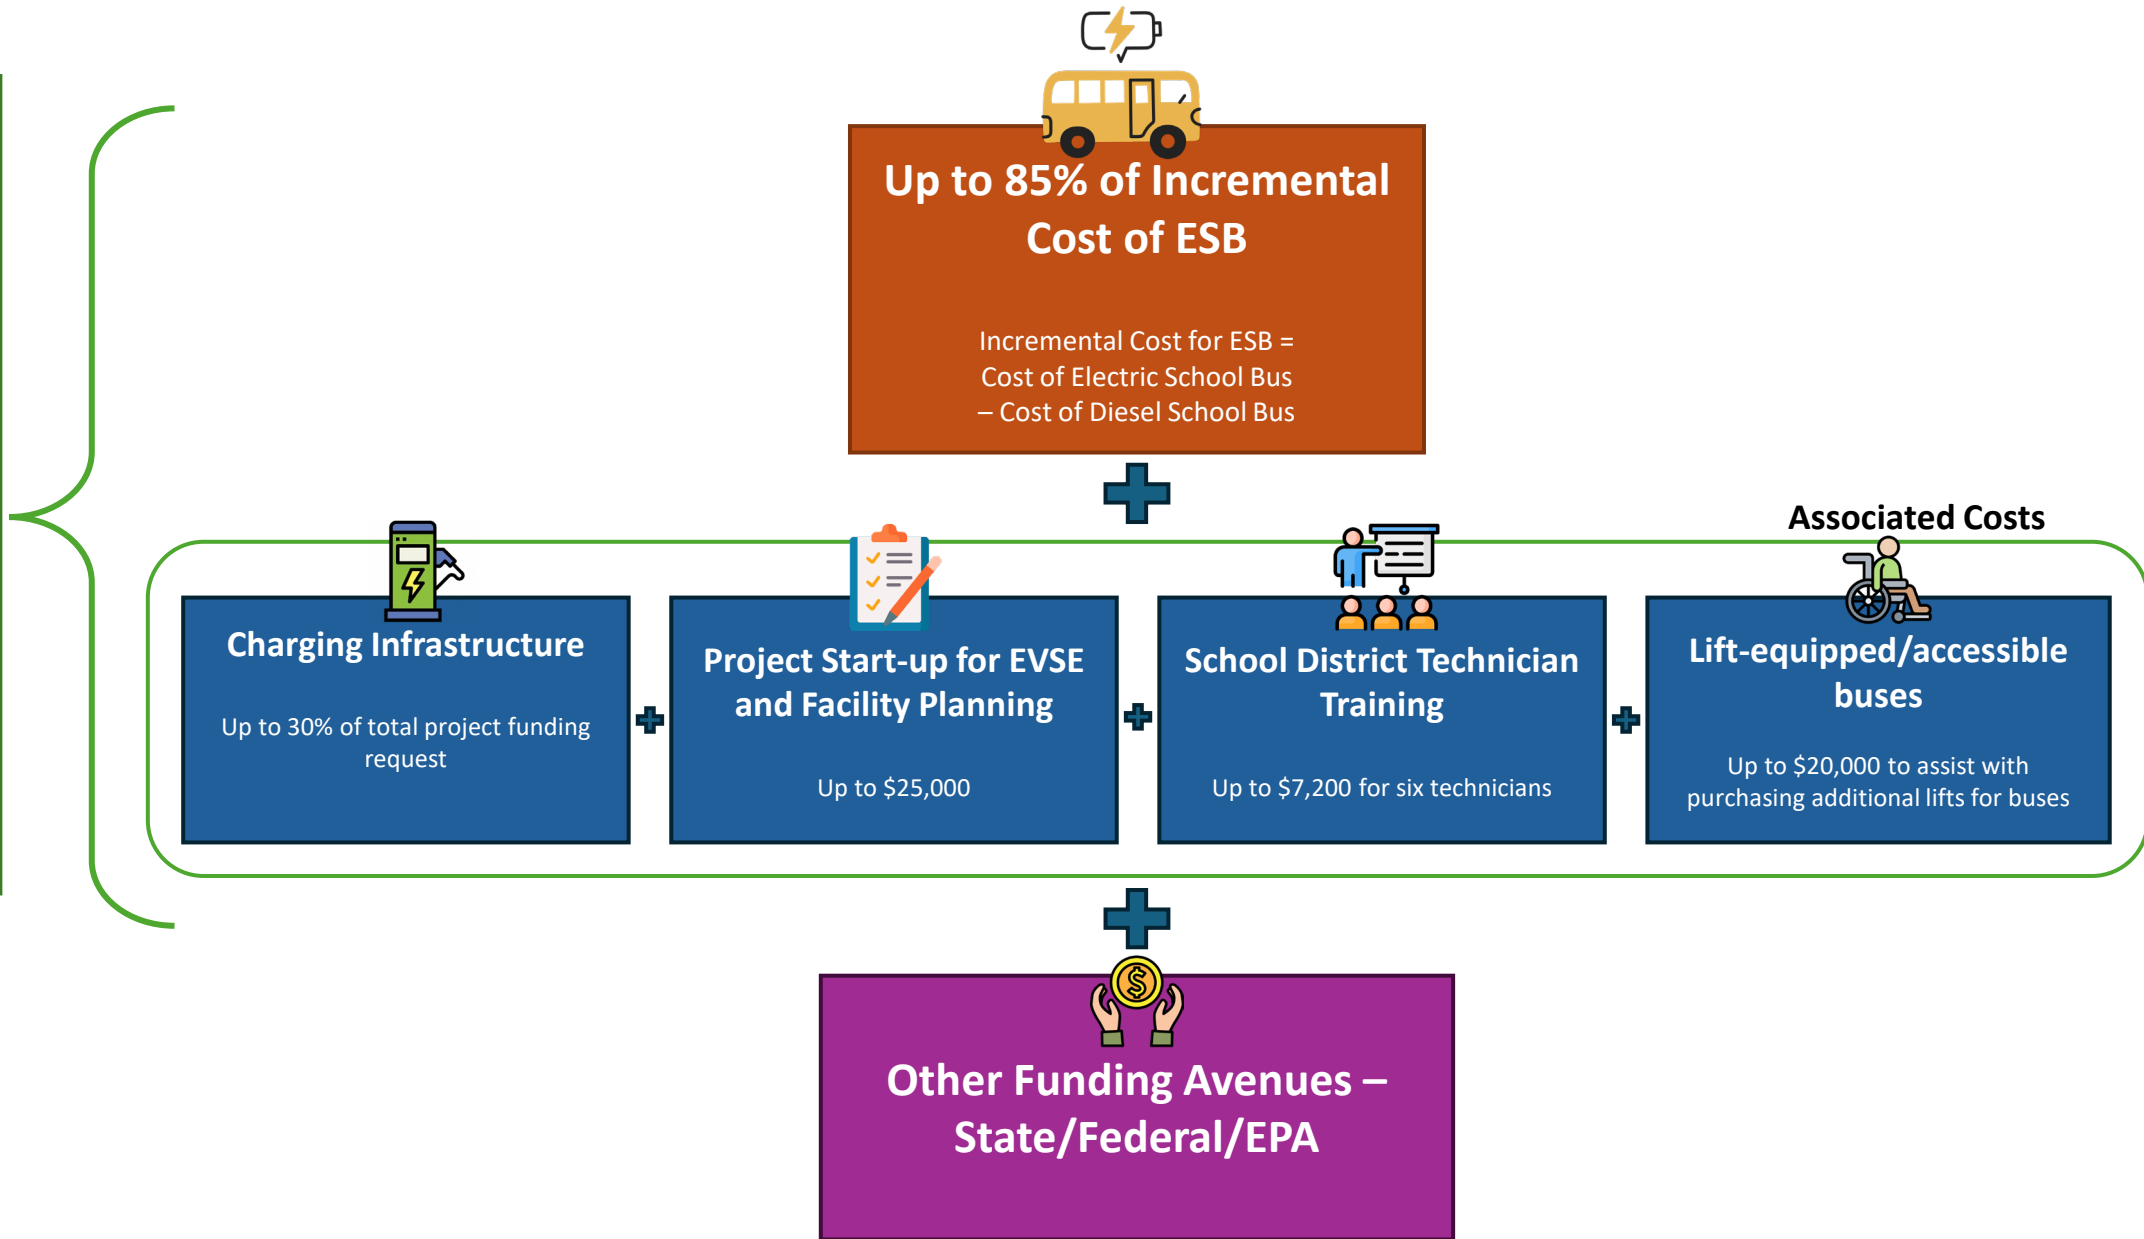 Up to 85% of Incremental
Cost of ESB
Incremental Cost for ESB =
Cost of Electric School Bus
– Cost of Diesel School Bus
Associated Costs
Charging Infrastructure
Up to 30% of total project funding
request
Project Start-up for EVSE
and Facility Planning
Up to $25,000
School District Technician
Training
Up to $7,200 for six technicians
Lift-equipped/accessible
buses
Up to $20,000 to assist with
purchasing additional lifts for buses
$
Other Funding Avenues –
State/Federal/EPA